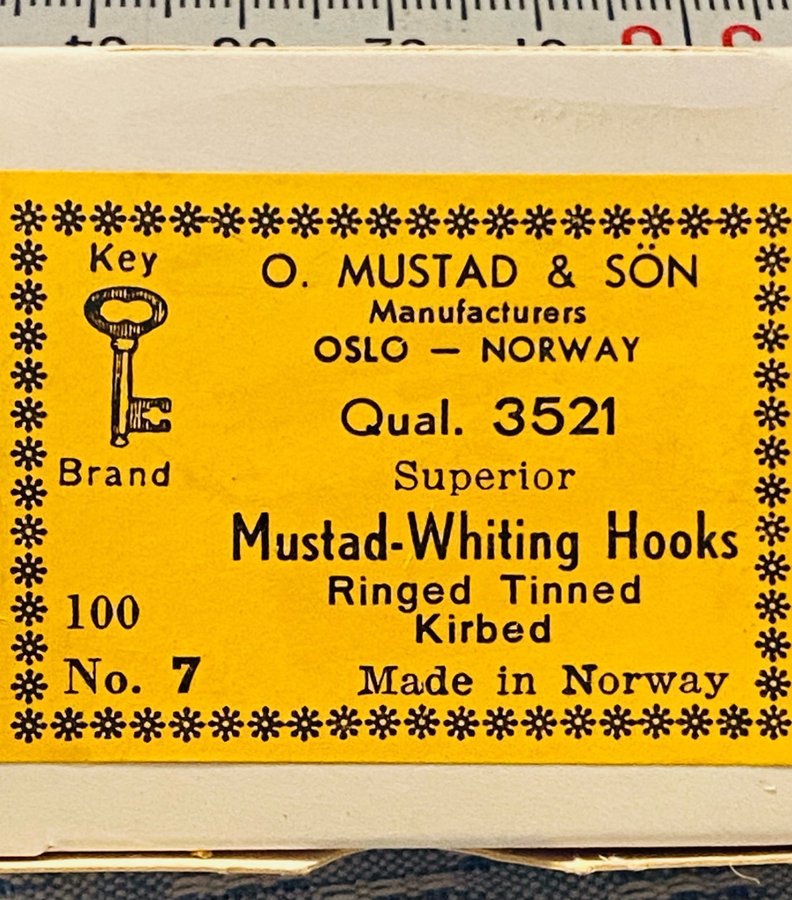 Key
Brand
O. MUSTAD & SÖN
Manufacturers
OSLO — NORWAY
Qual. 3521
Superior
Mustad-Whiting Hooks
Ringed Tinned
Kirbed
100
No. 7
Made in Norway